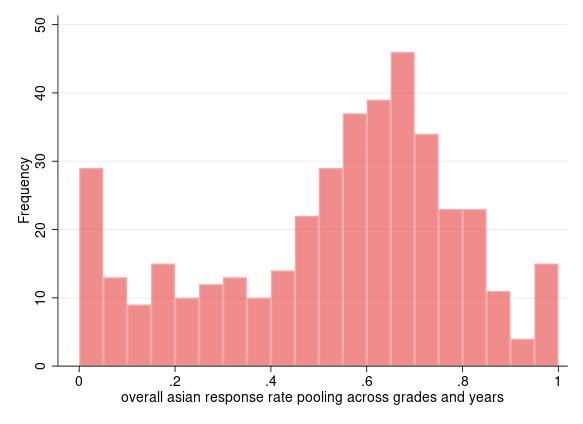 50
40
30
20
10
0
Frequency
0 .2 .4 .6 .8 1
overall asian response rate pooling across grades and years